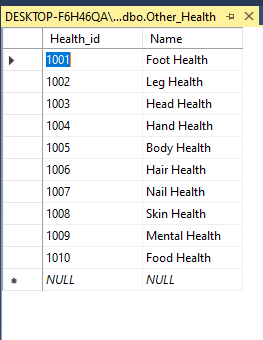 DESKTOP-F6H46QA\...dbo.Other_Health
Health_id Name
1001 Foot Health
1002 Leg Health
1003 Head Health
1004 Hand Health
1005 Body Health
1006 Hair Health
1007 Nail Health
1008 Skin Health
1009 Mental Health
1010 Food Health
NULL NULL